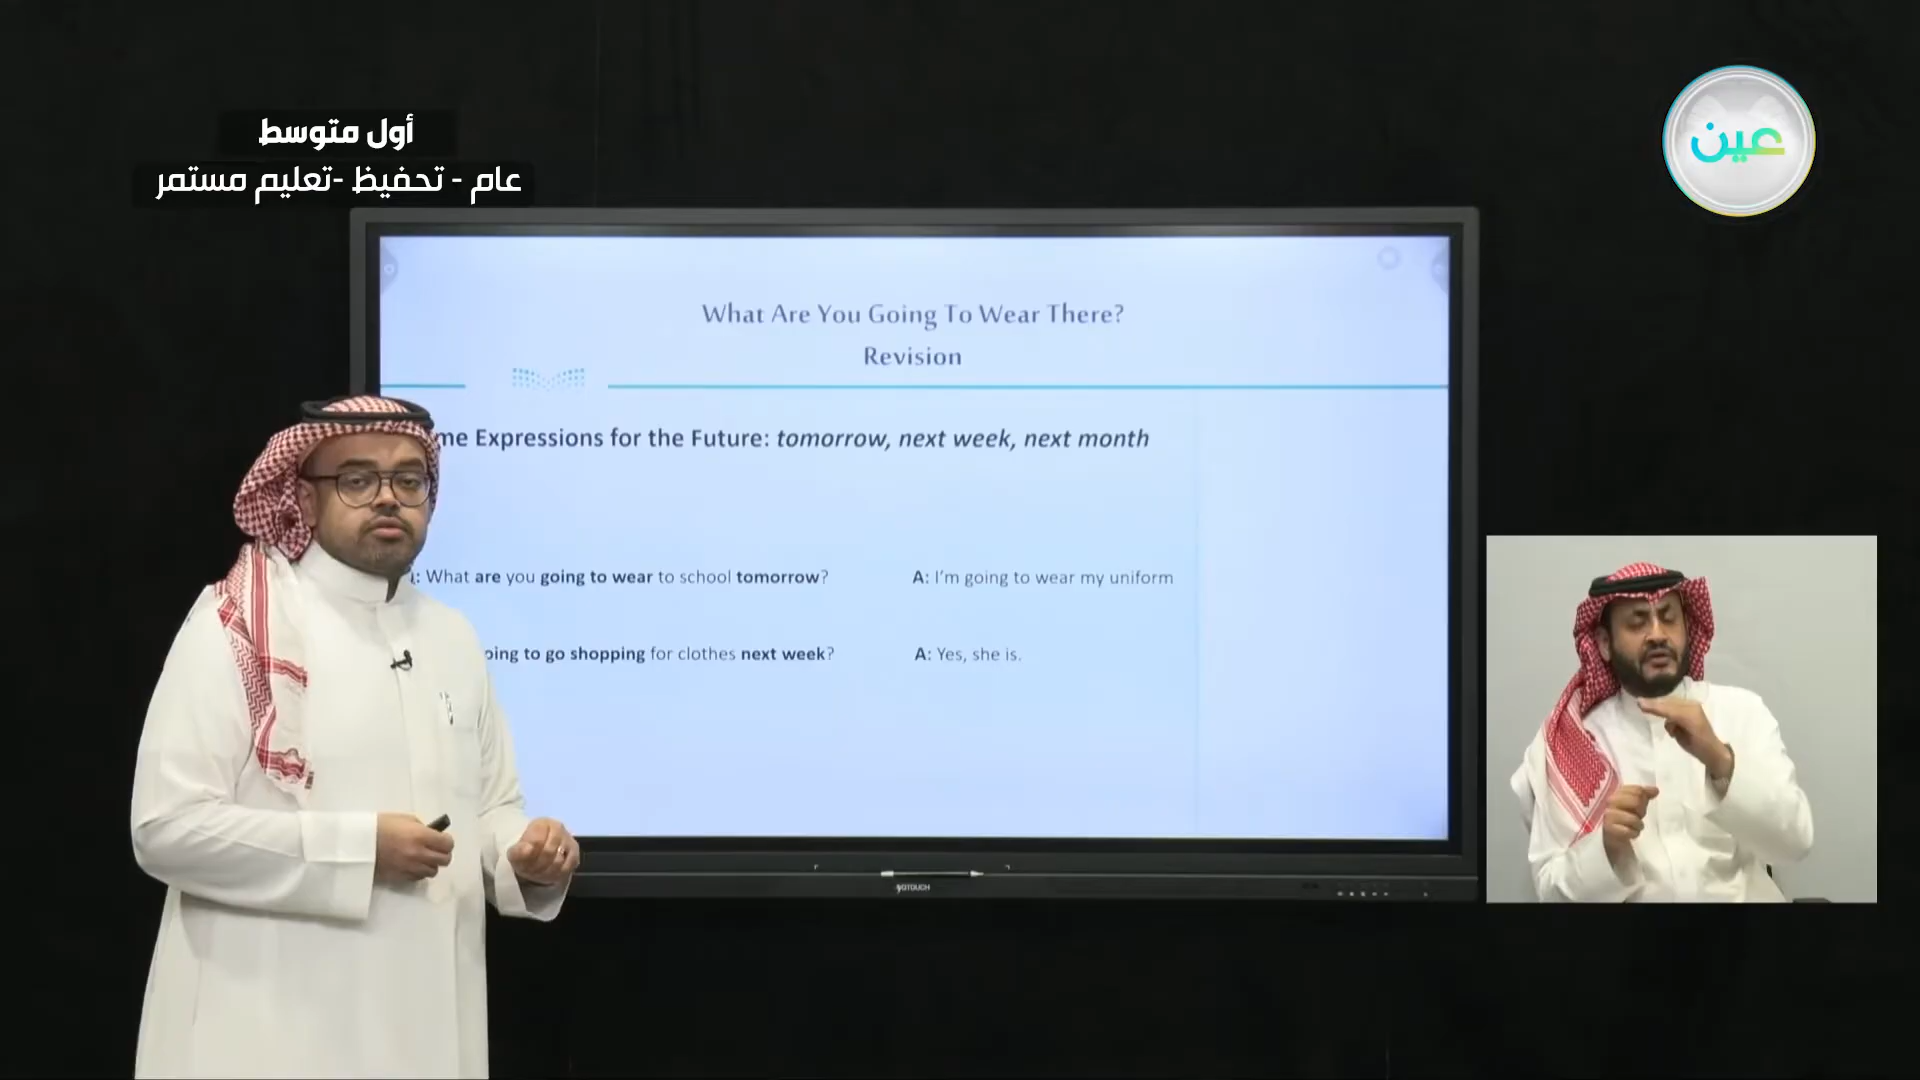 أول متوسط
عام - تحفيظ -تعليم مستمر
عين
What Are You Going To Wear There?
Revision
Expressions for the Future: tomorrow, next week, next month
: What are you going to wear to school tomorrow?
A: I'm going to wear my uniform
to go shopping for clothes next week?
A: Yes, she is.